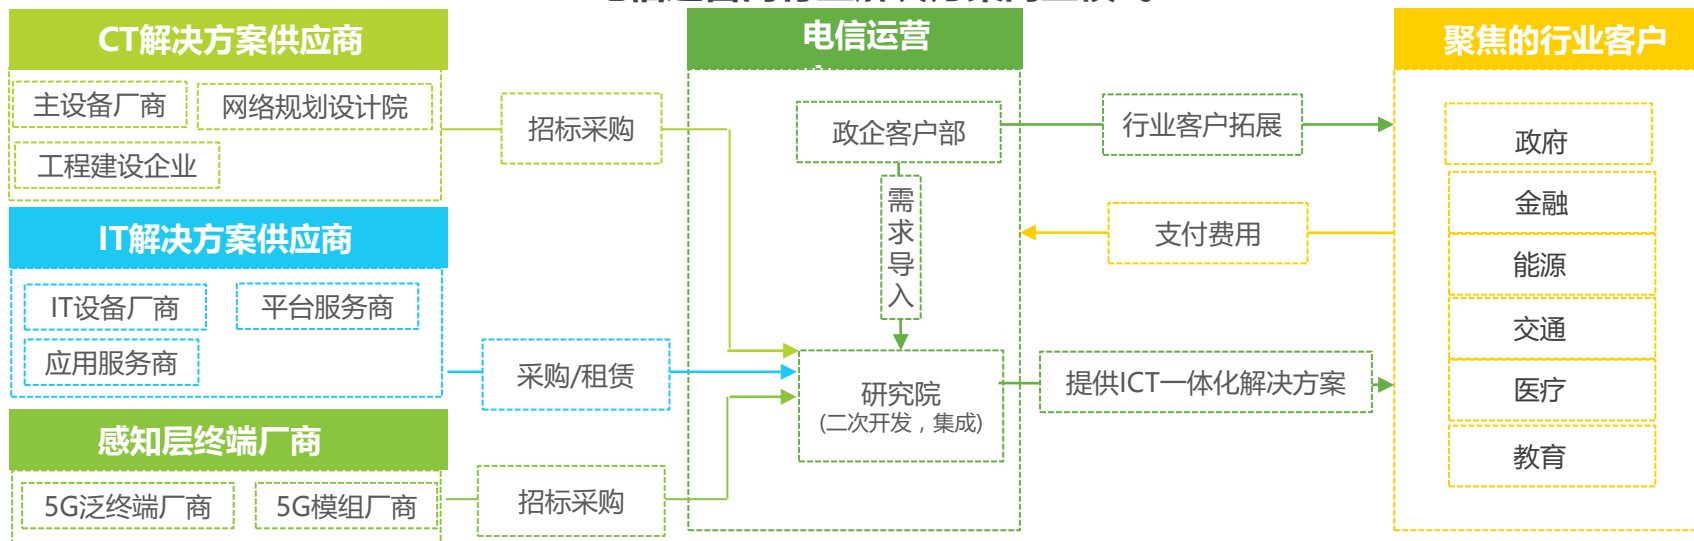 CT解决方案供应商
主设备厂商
网络规划设计院
工程建设企业
招标采购
IT解决方案供应商
IT设备厂商
平台服务商
应用服务商
采购/租赁
感知层终端厂商
5G泛终端厂商
5G模组厂商
招标采购
电信运营
政企客户部
需求导入
研究院
(二次开发，集成)
行业客户拓展
支付费用
提供ICT一体化解决方案
聚焦的行业客户
政府
金融
能源
交通
医疗
教育